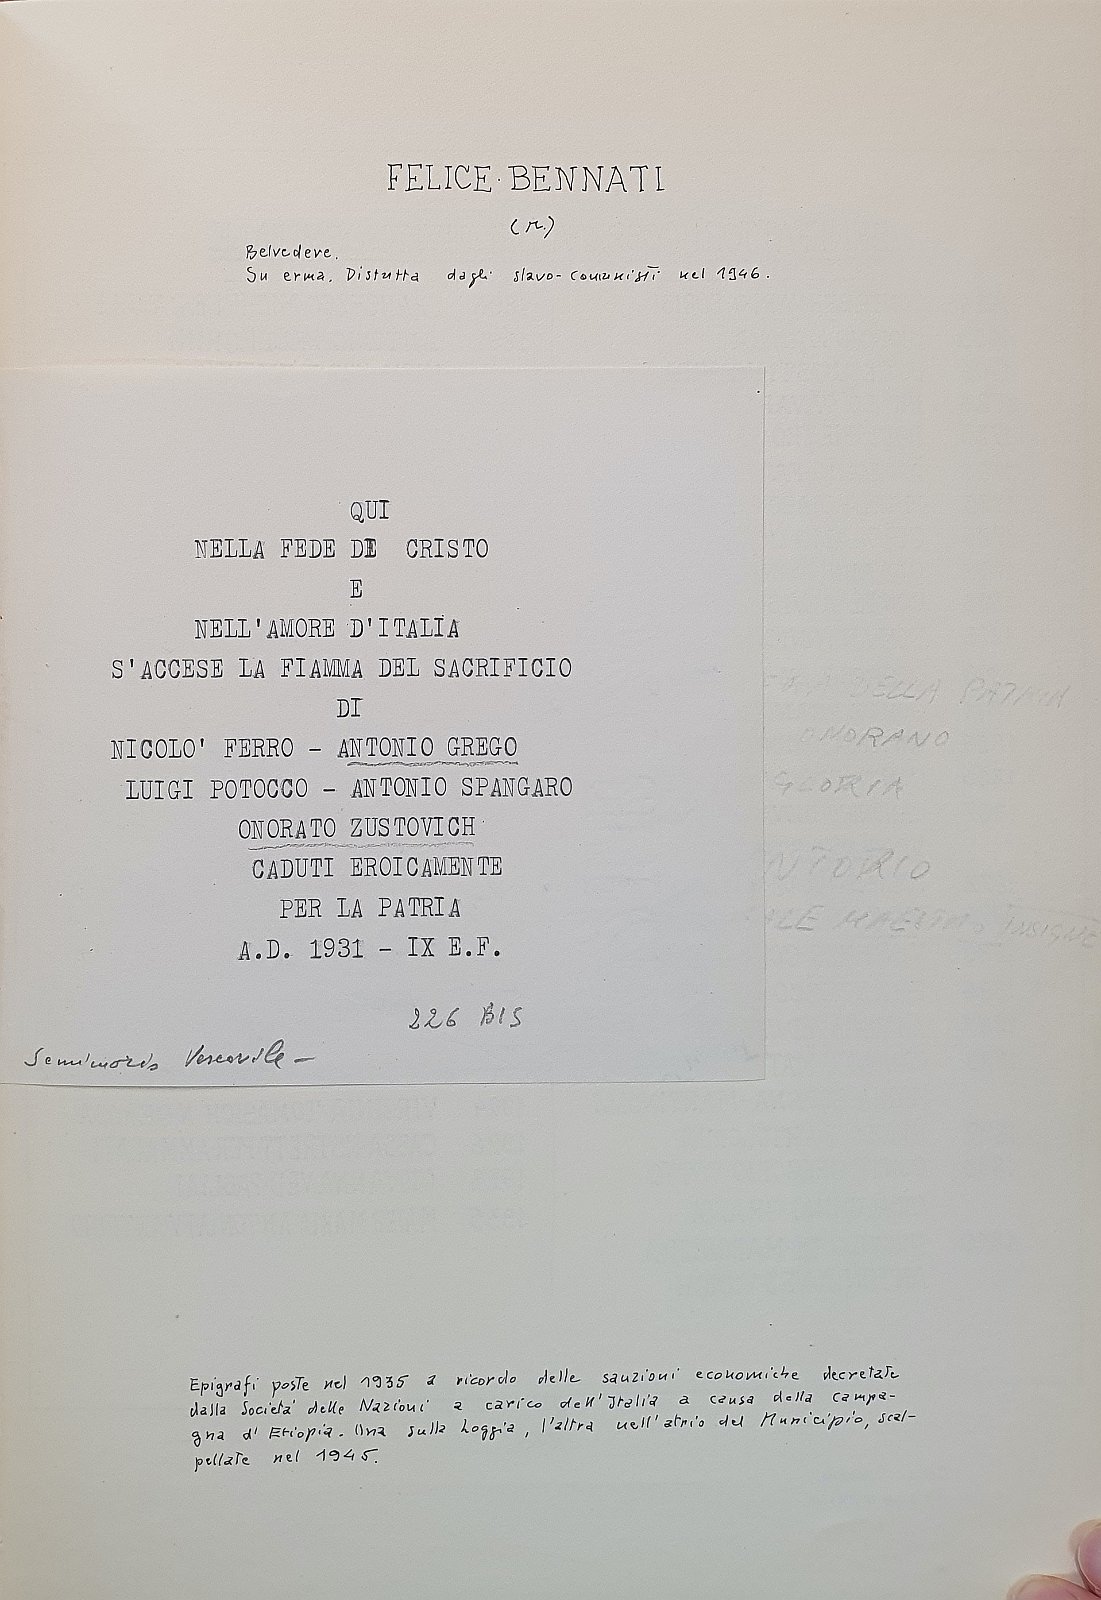 FELICE · BENNATI
(r.)
Belvedere.
Su erma. Distrutta dagli slavo-comunisti nel 1946.
QUI
NELLA FEDE DI CRISTO
E
NELL'AMORE D'ITALIA
S'ACCESE LA FIAMMA DEL SACRIFICIO
DI
NICOLO' FERRO - ANTONIO GREGO
LUIGI POTOCCO - ANTONIO SPANGARO
ONORATO ZUSTOVICH
CADUTI EROICAMENTE
PER LA PATRIA
A.D. 1931 - IX E.F.
226 BIS
Seminario Vescovile -
DELLA PATRIA
ONORANO
GLORIA
Epigrafi poste nel 1935 a ricordo delle sanzioni economiche decretate
dalla Società delle Nazioni a carico dell'Italia a causa della campa-
gna d'Etiopia. Una sulla Loggia, l'altra nell'atrio del Municipio, scal-
pellate nel 1945.